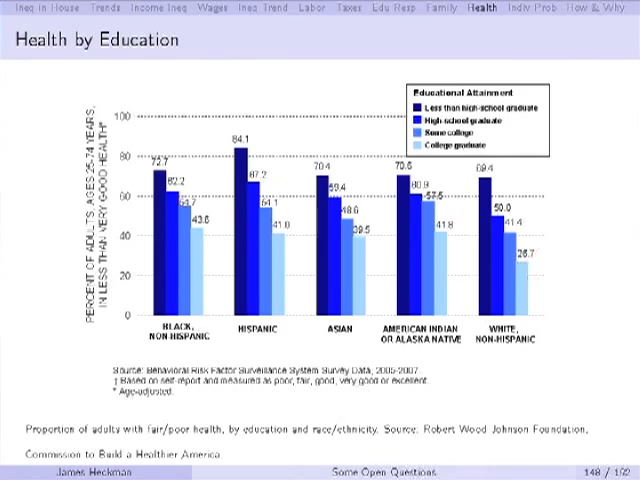 Ineq in House Trends Income Ineq Wages Ineq Trend Labor Taxes Edu Resp Family Health Indiv Prob How & Why
Health by Education
Educational Attainment
Less than high-school graduate
High-school graduate
Some college
College graduate
PERCENT OF ADULTS, AGES 25-74 YEARS,
IN LESS THAN VERY GOOD HEALTH*
100
80
60
40
20
0
72.7 62.2 54.7 43.8
84.1 67.2 54.1 41.0
70.4 59.4 48.6 39.5
70.6 60.9 57.5 41.8
69.4 50.0 41.4 26.7
BLACK,
NON-HISPANIC
HISPANIC
ASIAN
AMERICAN INDIAN
OR ALASKA NATIVE
WHITE,
NON-HISPANIC
Source: Behavioral Risk Factor Surveillance System Survey Data, 2005-2007.
† Based on self-report and measured as poor, fair, good, very good or excellent.
* Age-adjusted.
Proportion of adults with fair/poor health, by education and race/ethnicity. Source: Robert Wood Johnson Foundation,
Commission to Build a Healthier America
James Heckman
Some Open Questions
148 / 192